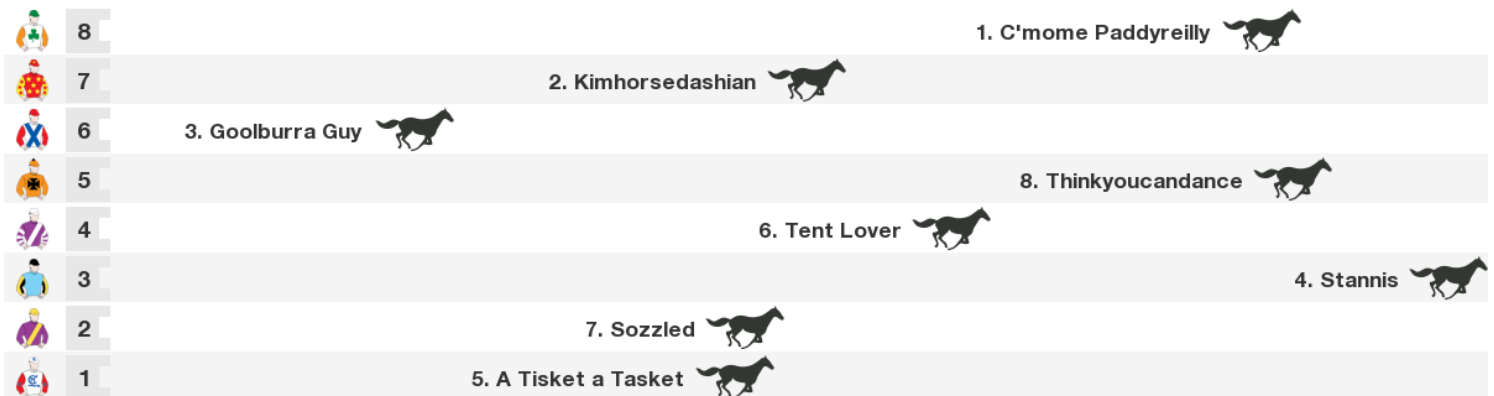 8 1. C'mome Paddyreilly
7 2. Kimhorsedashian
6 3. Goolburra Guy
5 8. Thinkyoucandance
4 6. Tent Lover
3 4. Stannis
2 7. Sozzled
1 5. A Tisket a Tasket